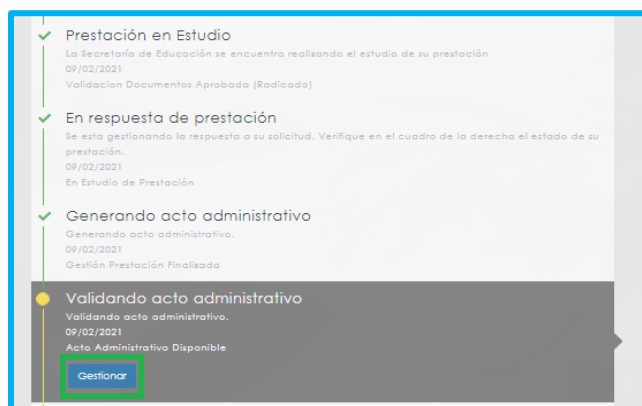 Prestación en Estudio
La Secretaría de Educación se encuentra realizando el estudio de su prestación
09/02/2021
Validacion Documentos Aprobada (Radicado)
En respuesta de prestación
Se esta gestionando la respuesta a su solicitud. Verifique en el cuadro de la derecha el estado de su
prestación.
09/02/2021
En Estudio de Prestación
Generando acto administrativo
Generando acto administrativo.
09/02/2021
Gestión Prestación Finalizada
Validando acto administrativo
Validando acto administrativo.
09/02/2021
Acto Administrativo Disponible
Gestionar